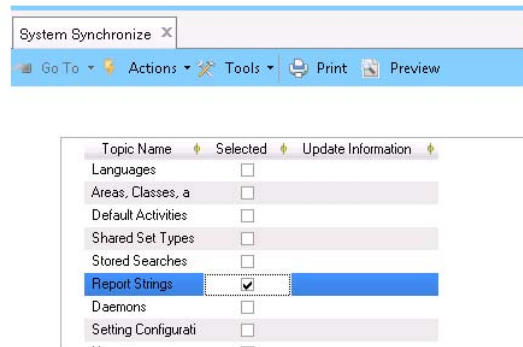 System Synchronize X
Go To Actions Tools Print Preview
Topic Name Selected Update Information
Languages
Areas, Classes, a
Default Activities
Shared Set Types
Stored Searches
Report Strings
Daemons
Setting Configurati